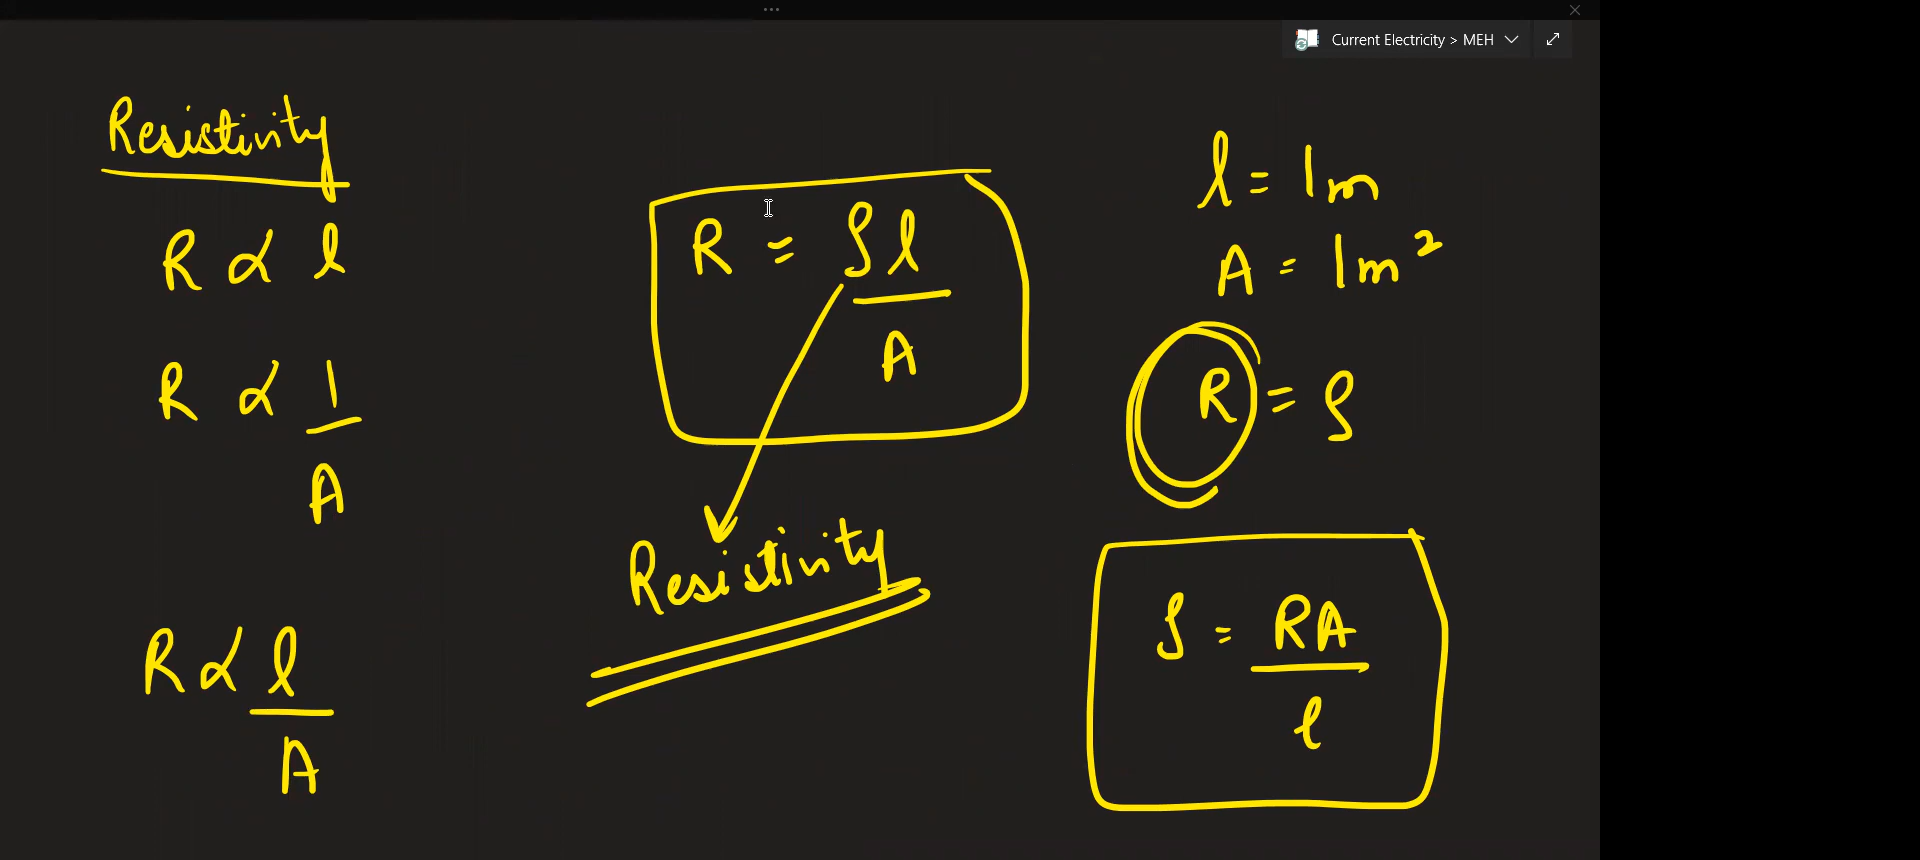 Current Electricity > MEH
Resistivity
R ∝ l
R ∝ 1
A
R ∝ l
A
R = ρl
A
Resistivity
l = 1m
A = 1m²
R = ρ
ρ = RA
l